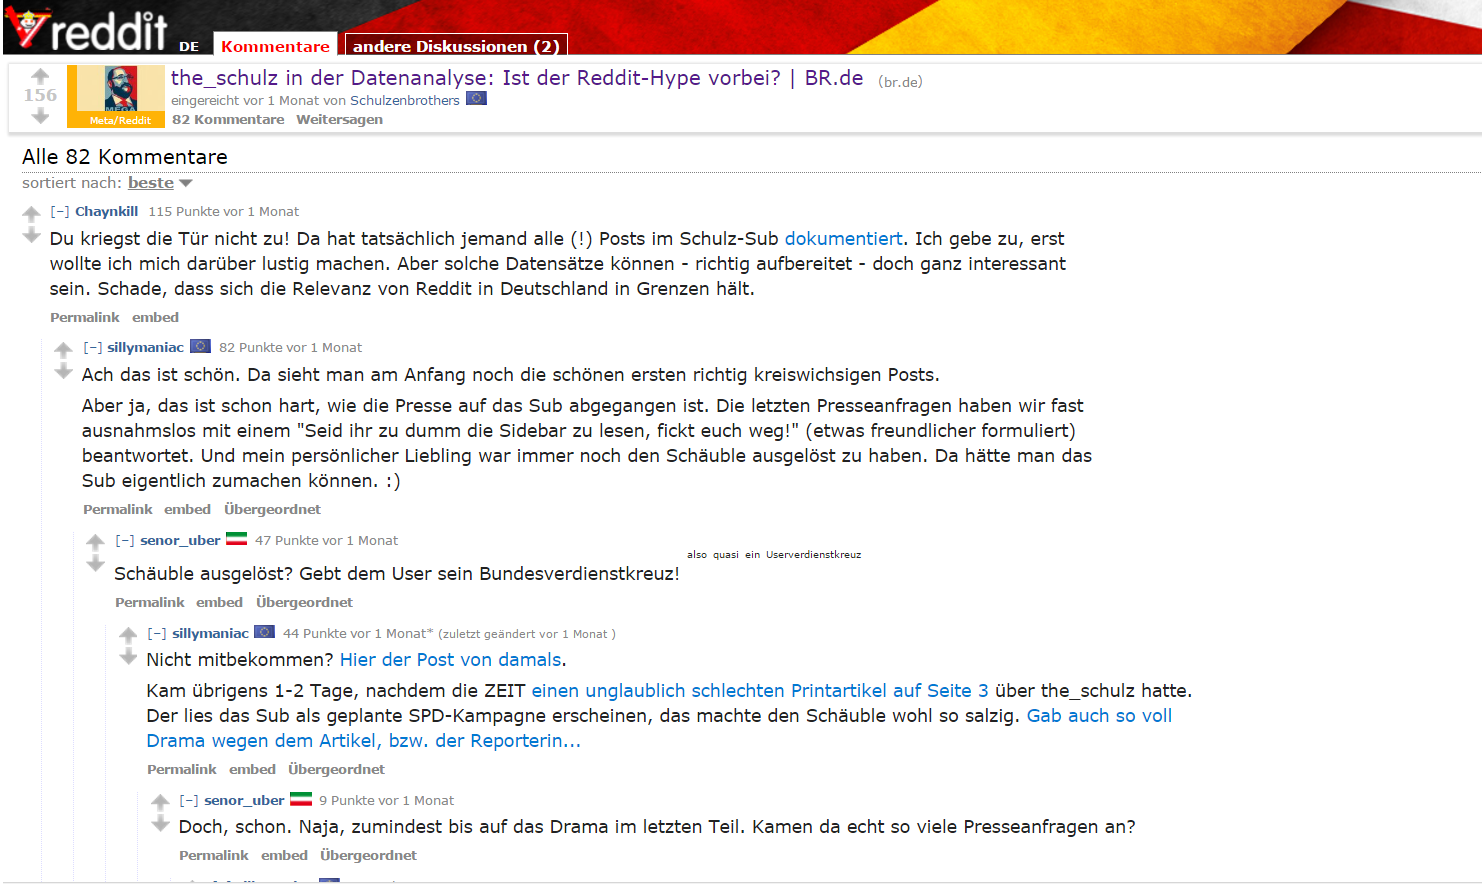 reddit DE Kommentare andere Diskussionen (2)
156
MEGA
Meta/Reddit
the_schulz in der Datenanalyse: Ist der Reddit-Hype vorbei? | BR.de (br.de)
eingereicht vor 1 Monat von Schulzenbrothers
82 Kommentare Weitersagen
Alle 82 Kommentare
sortiert nach: beste
[–] Chaynkill 115 Punkte vor 1 Monat
Du kriegst die Tür nicht zu! Da hat tatsächlich jemand alle (!) Posts im Schulz-Sub dokumentiert. Ich gebe zu, erst
wollte ich mich darüber lustig machen. Aber solche Datensätze können - richtig aufbereitet - doch ganz interessant
sein. Schade, dass sich die Relevanz von Reddit in Deutschland in Grenzen hält.
Permalink embed
[–] sillymaniac 82 Punkte vor 1 Monat
Ach das ist schön. Da sieht man am Anfang noch die schönen ersten richtig kreiswichsigen Posts.
Aber ja, das ist schon hart, wie die Presse auf das Sub abgegangen ist. Die letzten Presseanfragen haben wir fast
ausnahmslos mit einem "Seid ihr zu dumm die Sidebar zu lesen, fickt euch weg!" (etwas freundlicher formuliert)
beantwortet. Und mein persönlicher Liebling war immer noch den Schäuble ausgelöst zu haben. Da hätte man das
Sub eigentlich zumachen können. :)
Permalink embed Übergeordnet
[–] senor_uber 47 Punkte vor 1 Monat
Schäuble ausgelöst? Gebt dem User sein Bundesverdienstkreuz! also quasi ein Userverdienstkreuz
Permalink embed Übergeordnet
[–] sillymaniac 44 Punkte vor 1 Monat* (zuletzt geändert vor 1 Monat )
Nicht mitbekommen? Hier der Post von damals.
Kam übrigens 1-2 Tage, nachdem die ZEIT einen unglaublich schlechten Printartikel auf Seite 3 über the_schulz hatte.
Der lies das Sub als geplante SPD-Kampagne erscheinen, das machte den Schäuble wohl so salzig. Gab auch so voll
Drama wegen dem Artikel, bzw. der Reporterin...
Permalink embed Übergeordnet
[–] senor_uber 9 Punkte vor 1 Monat
Doch, schon. Naja, zumindest bis auf das Drama im letzten Teil. Kamen da echt so viele Presseanfragen an?
Permalink embed Übergeordnet